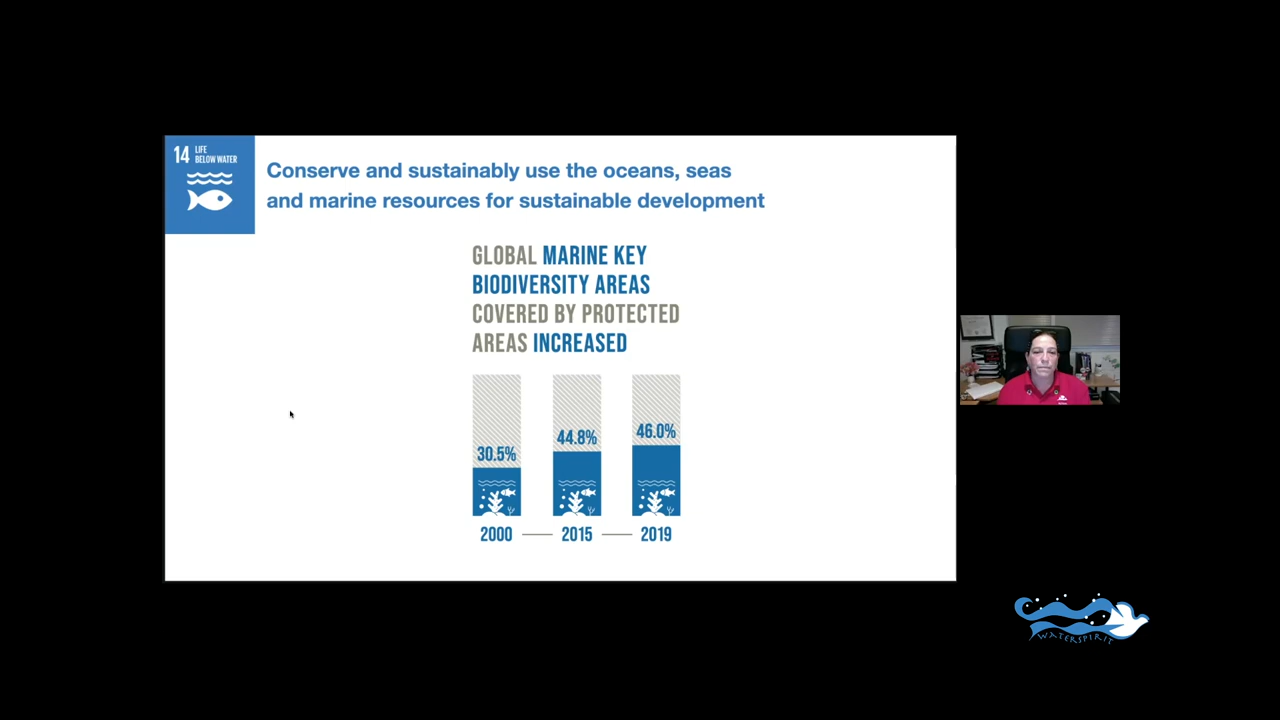 14 LIFE
BELOW WATER
Conserve and sustainably use the oceans, seas
and marine resources for sustainable development
GLOBAL MARINE KEY
BIODIVERSITY AREAS
COVERED BY PROTECTED
AREAS INCREASED
30.5%
44.8%
46.0%
2000
2015
2019
WATERSPIRIT